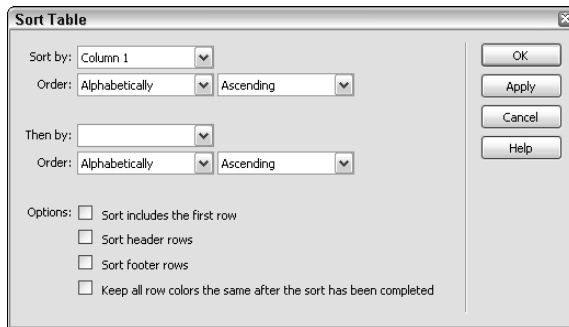 Sort Table
Sort by: Column 1
Order: Alphabetically Ascending
Then by:
Order: Alphabetically Ascending
Options: Sort includes the first row
Sort header rows
Sort footer rows
Keep all row colors the same after the sort has been completed
OK
Apply
Cancel
Help